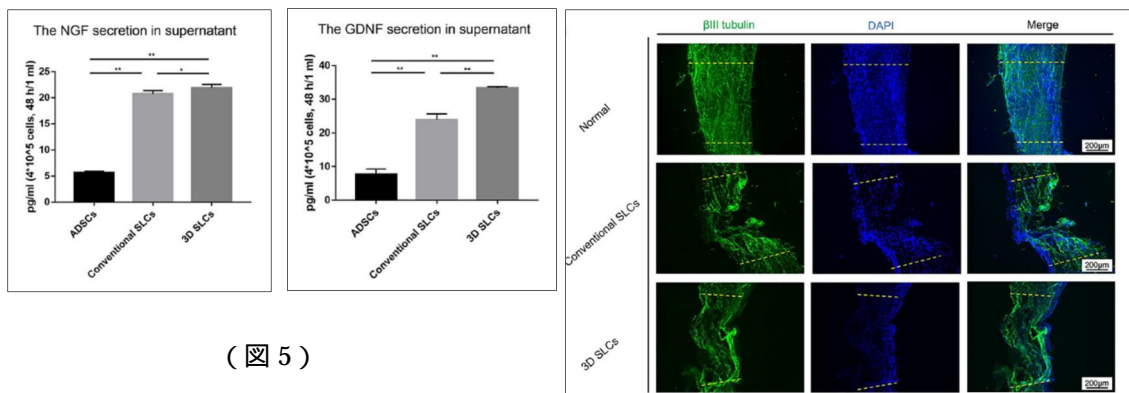 The NGF secretion in supernatant
pg/ml (4*10^5 cells, 48 h/1 ml)
25
20
15
10
5
0
**
**
*
ADSCs
Conventional SLCs
3D SLCs
The GDNF secretion in supernatant
pg/ml (4*10^5 cells, 48 h/1 ml)
40
30
20
10
0
**
**
**
ADSCs
Conventional SLCs
3D SLCs
(図5)
βIII tubulin
DAPI
Merge
Normal
200μm
Conventional SLCs
200μm
3D SLCs
200μm